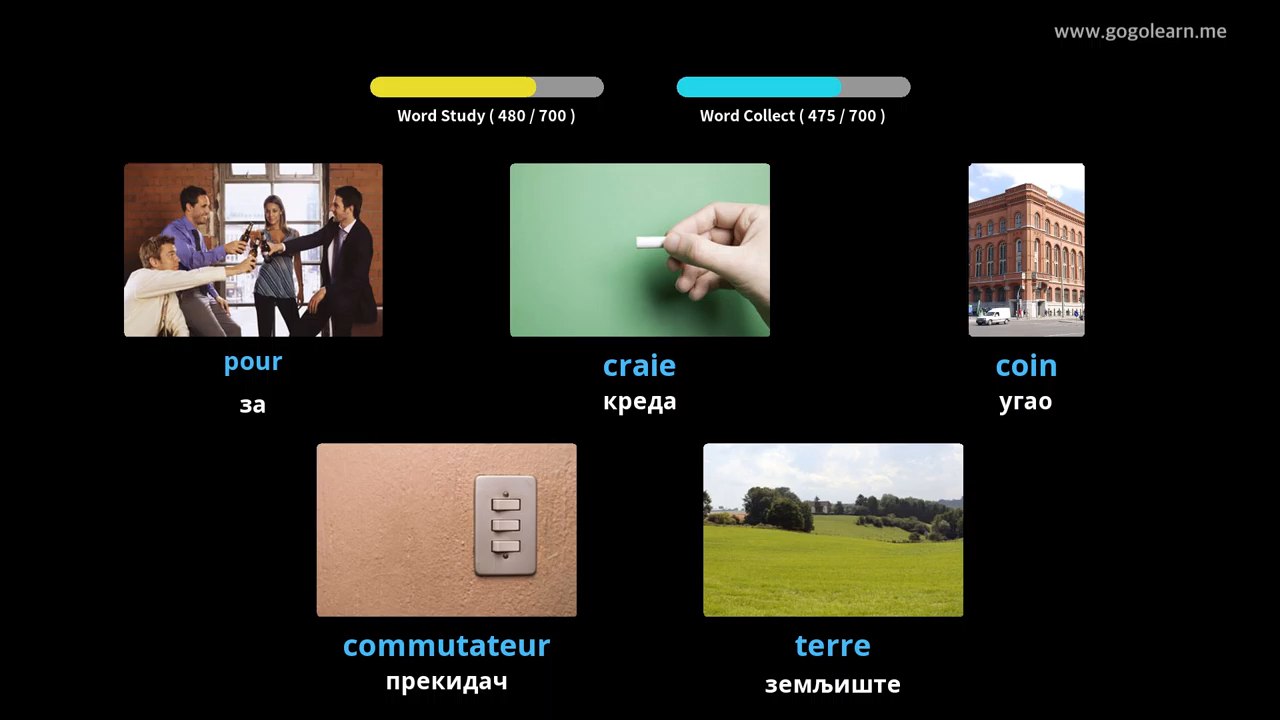 www.gogolearn.me
Word Study ( 480 / 700 )
Word Collect ( 475 / 700 )
pour
за
craie
креда
coin
угао
commutateur
прекидач
terre
земљиште